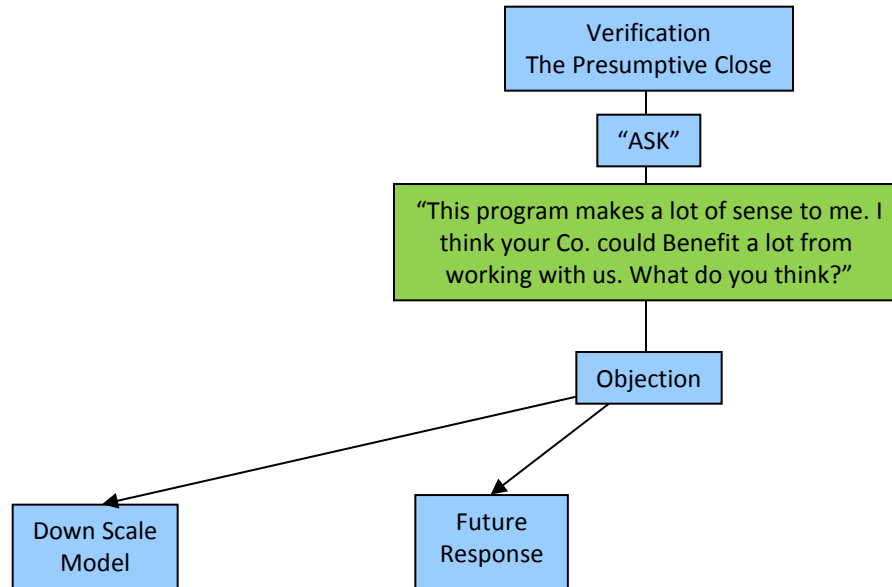 Verification
The Presumptive Close
“ASK”
“This program makes a lot of sense to me. I
think your Co. could Benefit a lot from
working with us. What do you think?”
Objection
Down Scale
Model
Future
Response